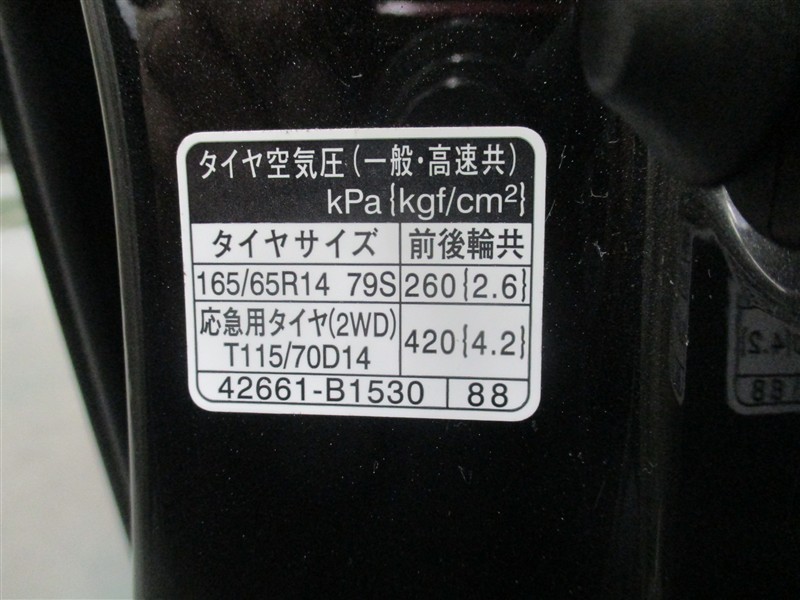 タイヤ空気圧(一般・高速共)
kPa{kgf/cm²}
タイヤサイズ 前後輪共
165/65R14 79S 260{2.6}
応急用タイヤ(2WD)
T115/70D14 420{4.2}
42661-B1530 88